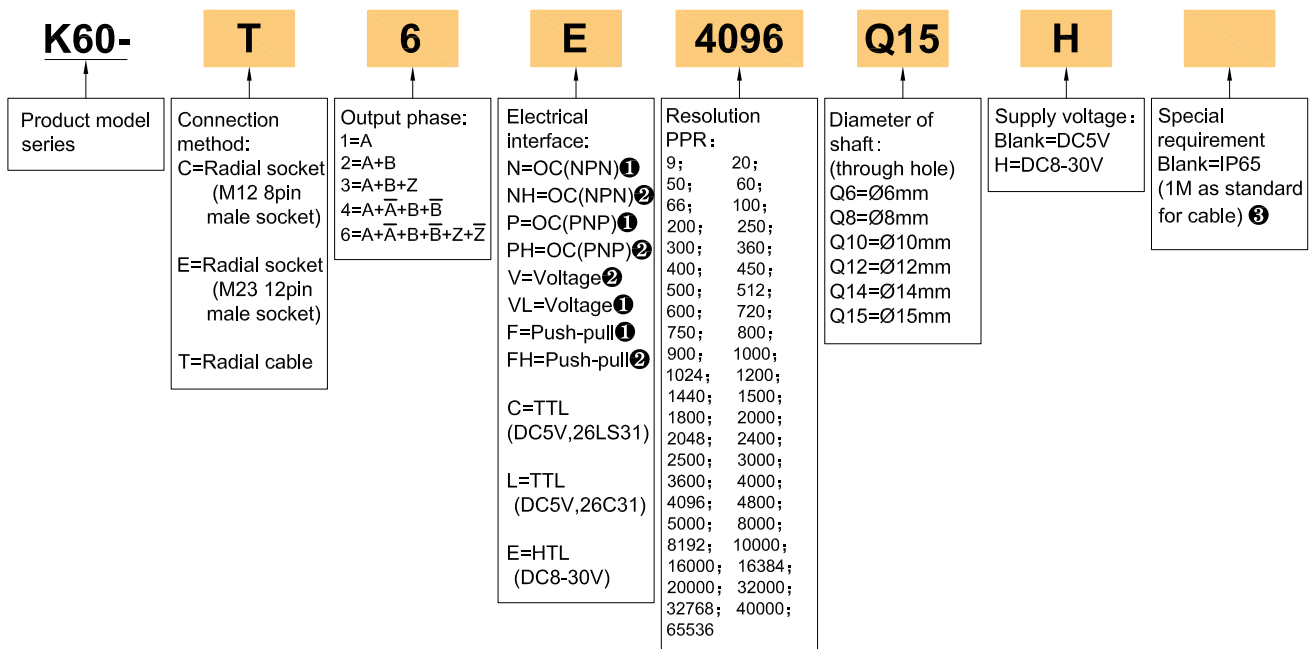 K60- T 6 E 4096 Q15 H
Product model
series
Connection
method:
C=Radial socket
(M12 8pin
male socket)
E=Radial socket
(M23 12pin
male socket)
T=Radial cable
Output phase:
1=A
2=A+B
3=A+B+Z
4=A+A̅+B+B̅
6=A+A̅+B+B̅+Z+Z̅
Electrical
interface:
N=OC(NPN)❶
NH=OC(NPN)❷
P=OC(PNP)❶
PH=OC(PNP)❷
V=Voltage❷
VL=Voltage❶
F=Push-pull❶
FH=Push-pull❷
C=TTL
(DC5V,26LS31)
L=TTL
(DC5V,26C31)
E=HTL
(DC8-30V)
Resolution
PPR:
9; 20;
50; 60;
66; 100;
200; 250;
300; 360;
400; 450;
500; 512;
600; 720;
750; 800;
900; 1000;
1024; 1200;
1440; 1500;
1800; 2000;
2048; 2400;
2500; 3000;
3600; 4000;
4096; 4800;
5000; 8000;
8192; 10000;
16000; 16384;
20000; 32000;
32768; 40000;
65536
Diameter of
shaft:
(through hole)
Q6=Ø6mm
Q8=Ø8mm
Q10=Ø10mm
Q12=Ø12mm
Q14=Ø14mm
Q15=Ø15mm
Supply voltage:
Blank=DC5V
H=DC8-30V
Special
requirement
Blank=IP65
(1M as standard
for cable) ❸